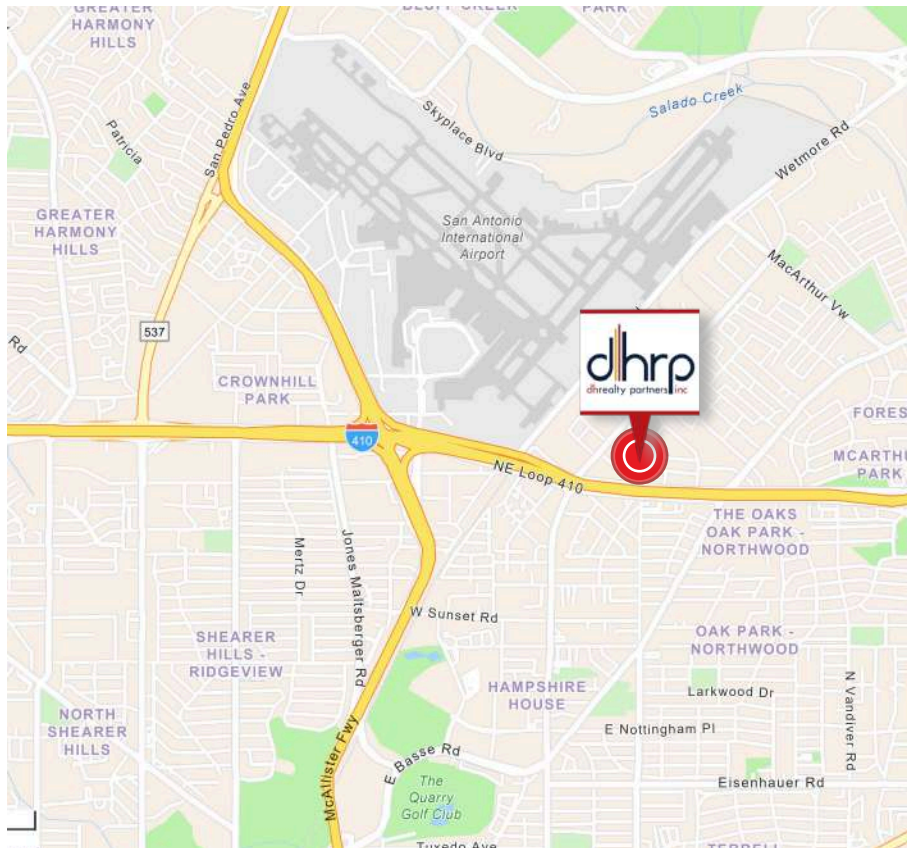 GREATER
HARMONY
HILLS
BLUFF CREEK
PARK
San Pedro Ave
Patricia
Skyplace Blvd
Salado Creek
Wetmore Rd
GREATER
HARMONY
HILLS
San Antonio
International
Airport
MacArthur Vw
537
Rd
dhrp
dhrealty partners inc
CROWNHILL
PARK
FORES
410
MCARTHU
PARK
NE Loop 410
THE OAKS
OAK PARK -
NORTHWOOD
Mertz Dr
Jones Maltsberger Rd
W Sunset Rd
SHEARER
HILLS -
RIDGEVIEW
OAK PARK -
NORTHWOOD
HAMPSHIRE
HOUSE
Larkwood Dr
N Vandiver Rd
NORTH
SHEARER
HILLS
McAllister Fwy
E Nottingham Pl
E Basse Rd
Eisenhauer Rd
The
Quarry
Golf Club
Tuxedo Ave
TERRELL